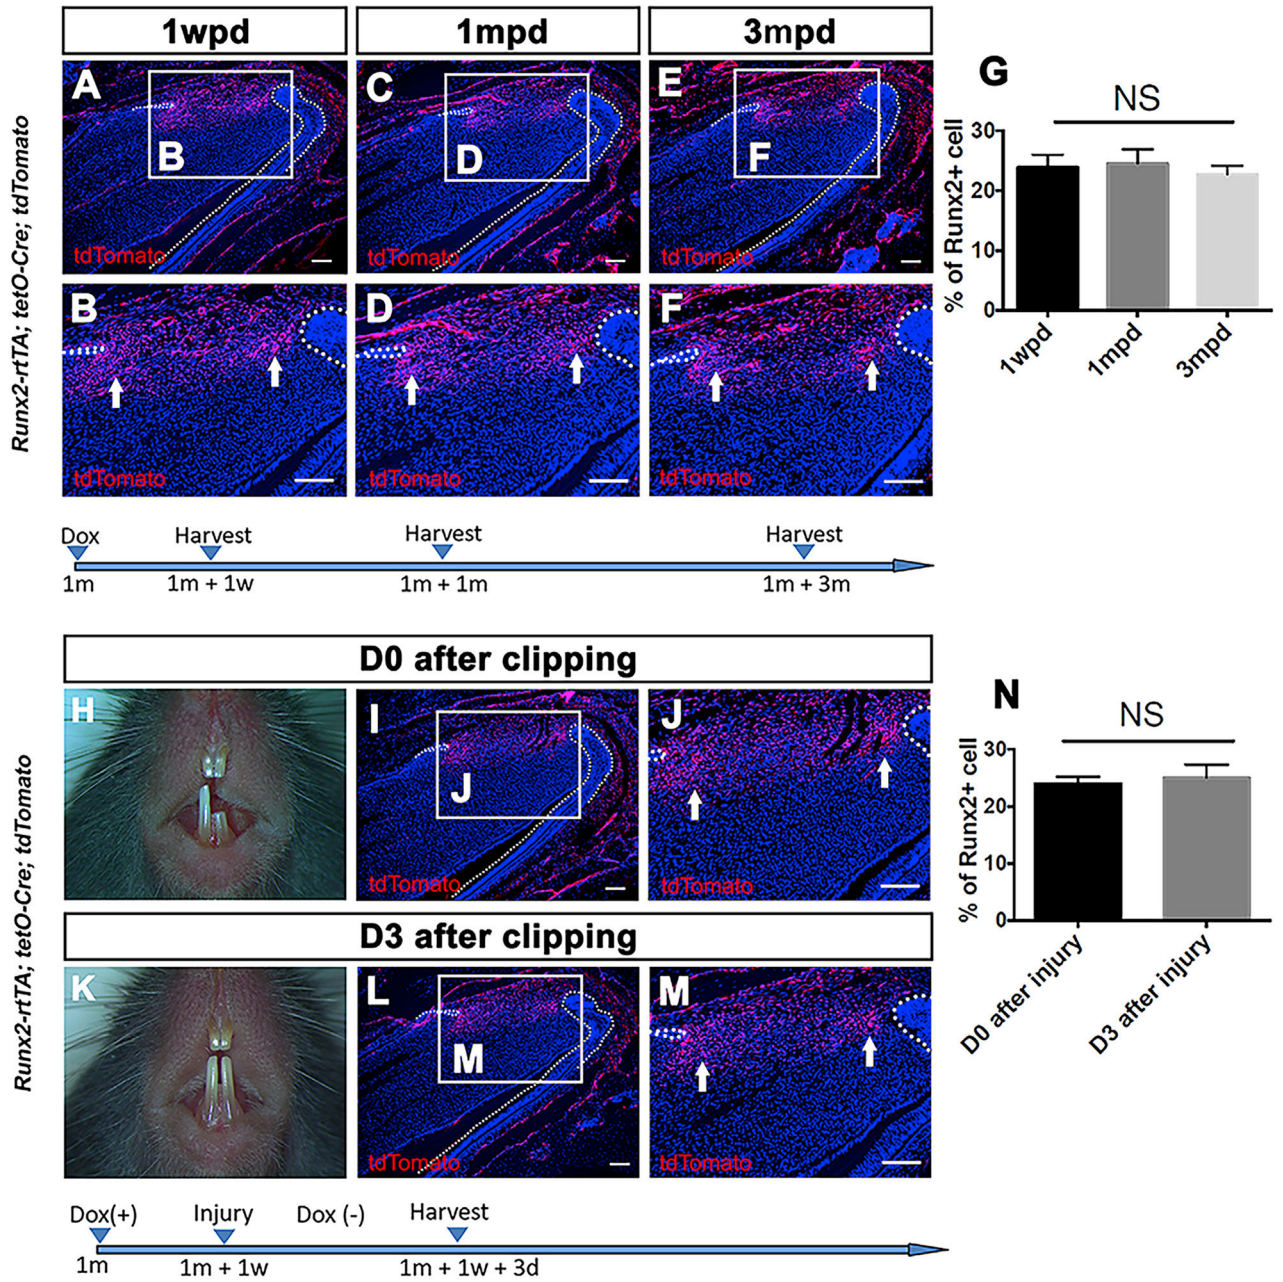 1wpd 1mpd 3mpd
G
A C E
NS
B D F
% of Runx2+ cell
30
20
10
0
1wpd 1mpd 3mpd
tdTomato tdTomato tdTomato
Runx2-rtTA; tetO-Cre; tdTomato
B D F
tdTomato tdTomato tdTomato
Dox Harvest Harvest Harvest
1m 1m + 1w 1m + 1m 1m + 3m
D0 after clipping
H I J
J
tdTomato tdTomato
N
NS
% of Runx2+ cell
30
20
10
0
D0 after injury D3 after injury
Runx2-rtTA; tetO-Cre; tdTomato
D3 after clipping
K L M
M
tdTomato tdTomato
Dox(+) Injury Dox (-) Harvest
1m 1m + 1w 1m + 1w + 3d